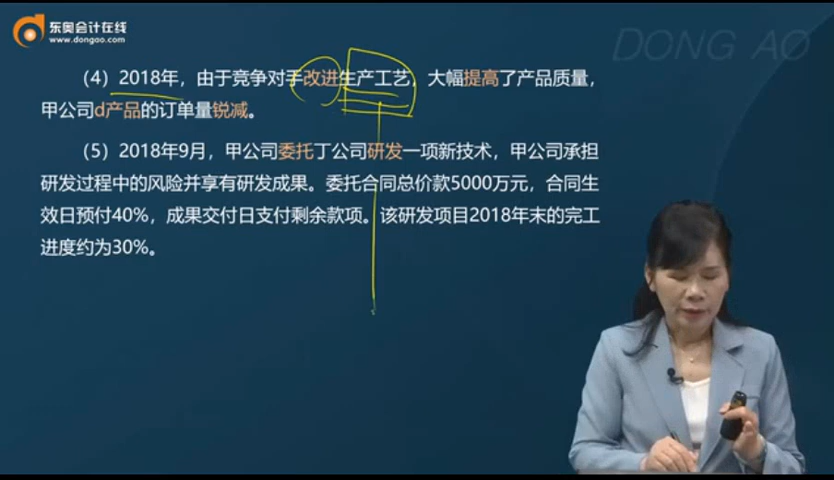 东奥会计在线
www.dongao.com
DONG AO
（4）2018年，由于竞争对手改进生产工艺，大幅提高了产品质量，
甲公司d产品的订单量锐减。
（5）2018年9月，甲公司委托丁公司研发一项新技术，甲公司承担
研发过程中的风险并享有研发成果。委托合同总价款5000万元，合同生
效日预付40%，成果交付日支付剩余款项。该研发项目2018年末的完工
进度约为30%。